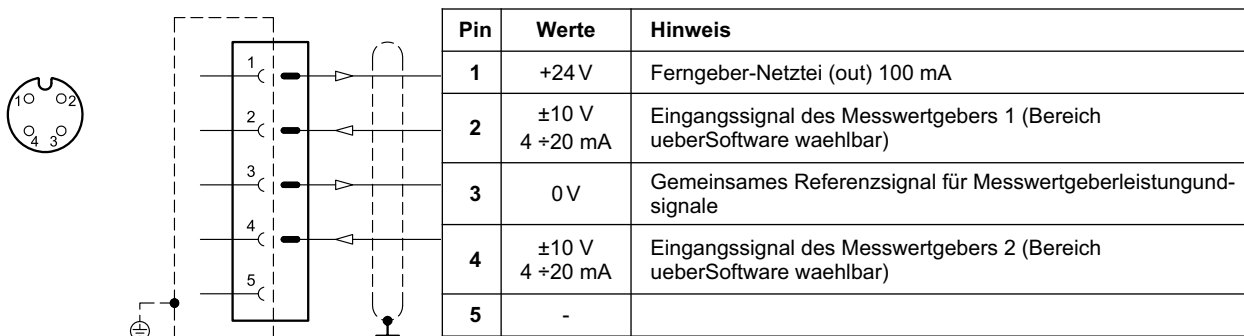 1 2
4 3
1
2
3
4
5
Pin Werte Hinweis
1 +24 V Ferngeber-Netztei (out) 100 mA
2 ±10 V
4 ÷20 mA
Eingangssignal des Messwertgebers 1 (Bereich
ueberSoftware waehlbar)
3 0 V
Gemeinsames Referenzsignal für Messwertgeberleistungund-
signale
4 ±10 V
4 ÷20 mA
Eingangssignal des Messwertgebers 2 (Bereich
ueberSoftware waehlbar)
5 -